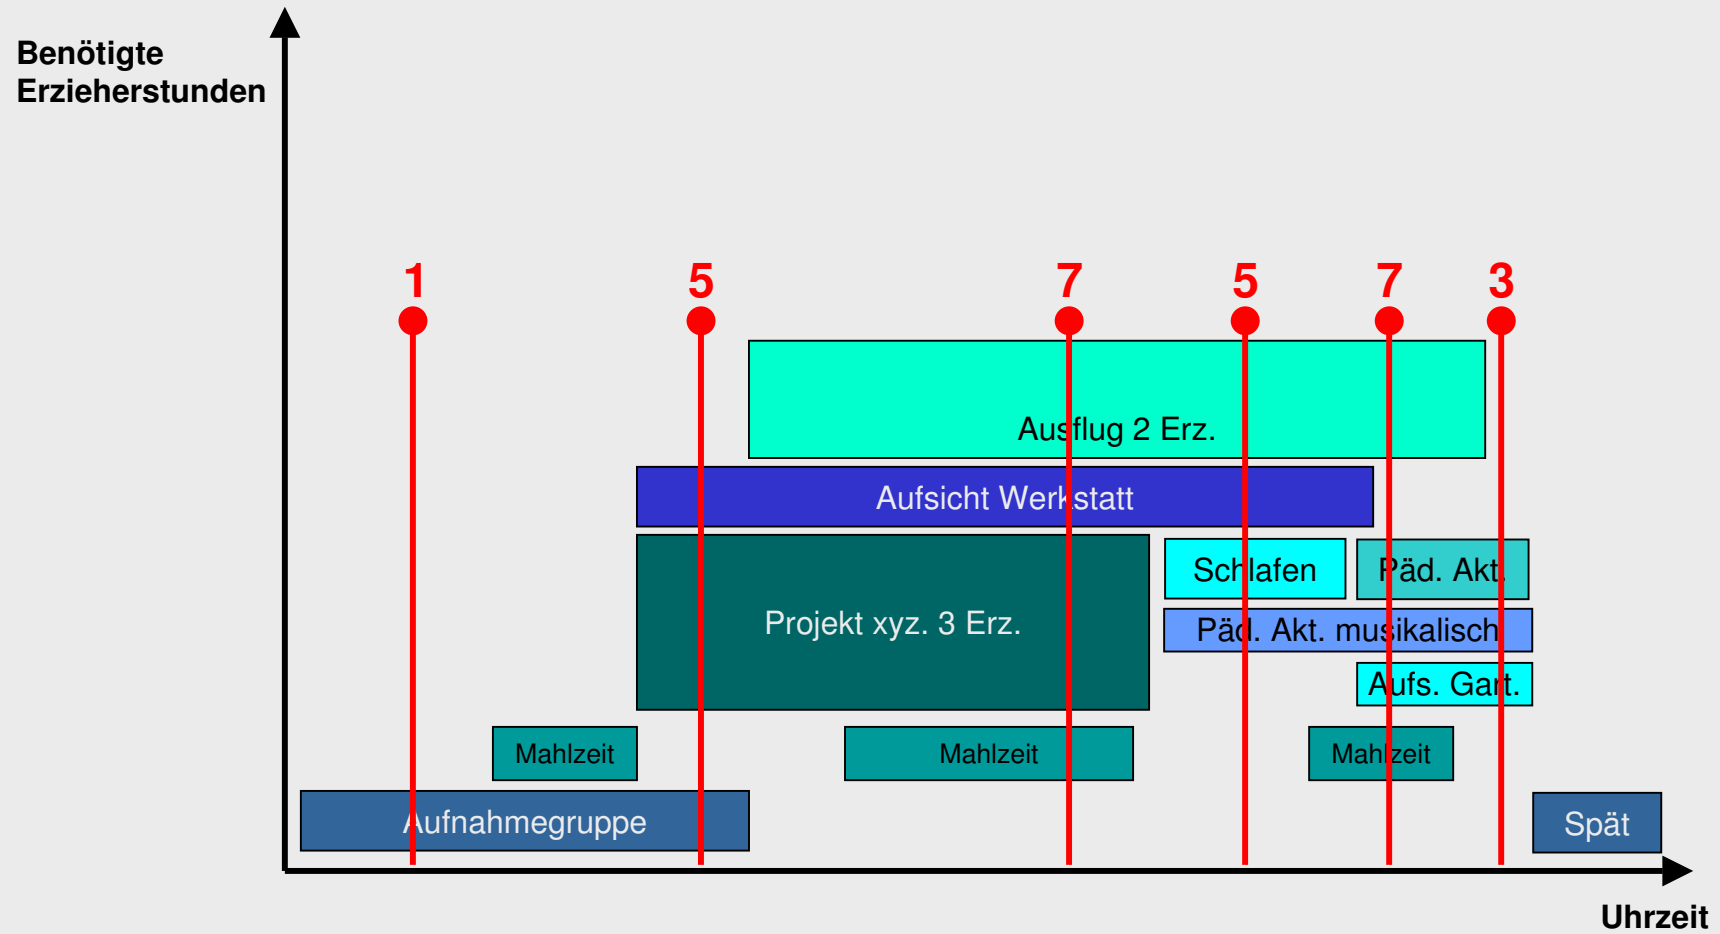 Benötigte
Erzieherstunden
1
5
7
5
7
3
Ausflug 2 Erz.
Aufsicht Werkstatt
Schlafen
Päd. Akt.
Projekt xyz. 3 Erz.
Päd. Akt. musikalisch
Aufs. Gart.
Mahlzeit
Mahlzeit
Mahlzeit
Aufnahmegruppe
Spät
Uhrzeit